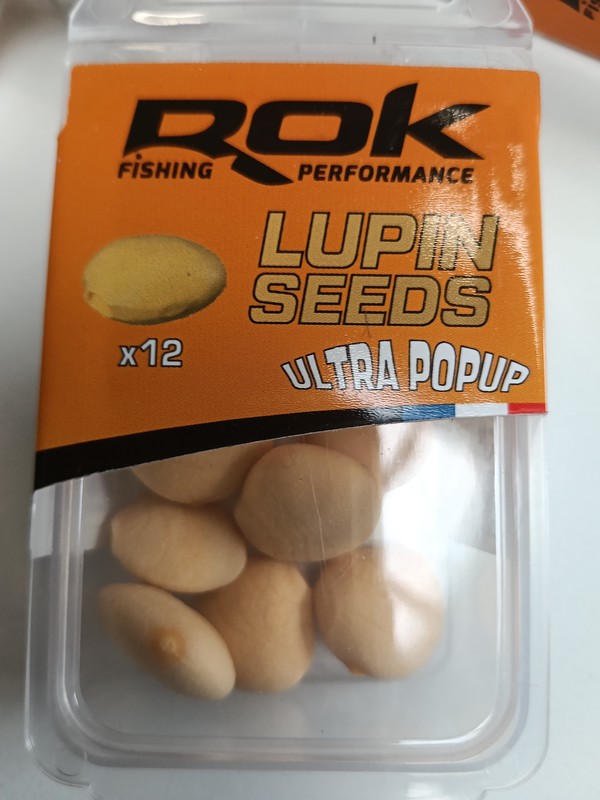 ROK
FISHING PERFORMANCE
LUPIN
SEEDS
x12
ULTRA POPUP